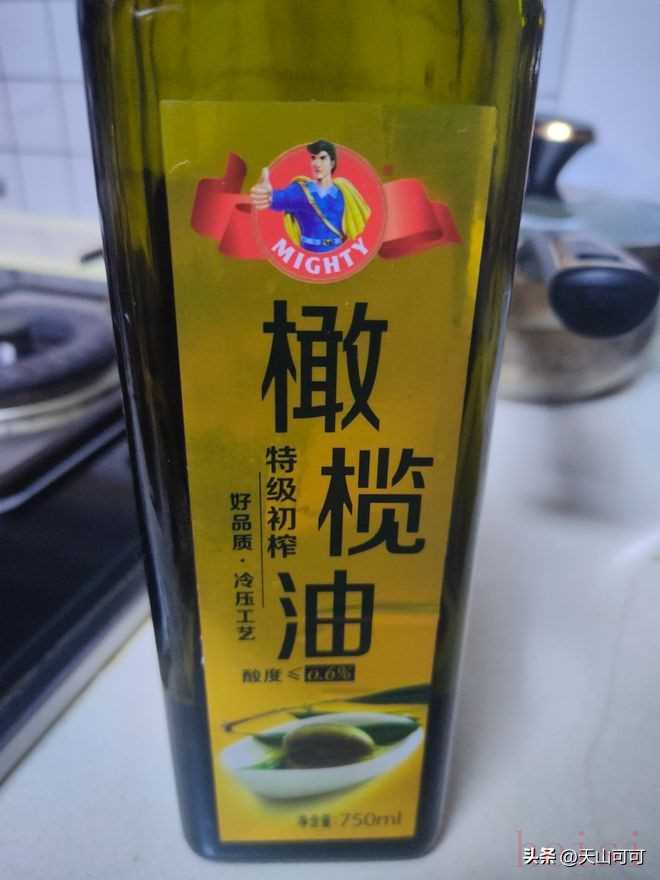 MIGHTY
橄榄油
特级初榨
好品质·冷压工艺
酸度≤0.6%
净含量:750ml
头条 @天山可可